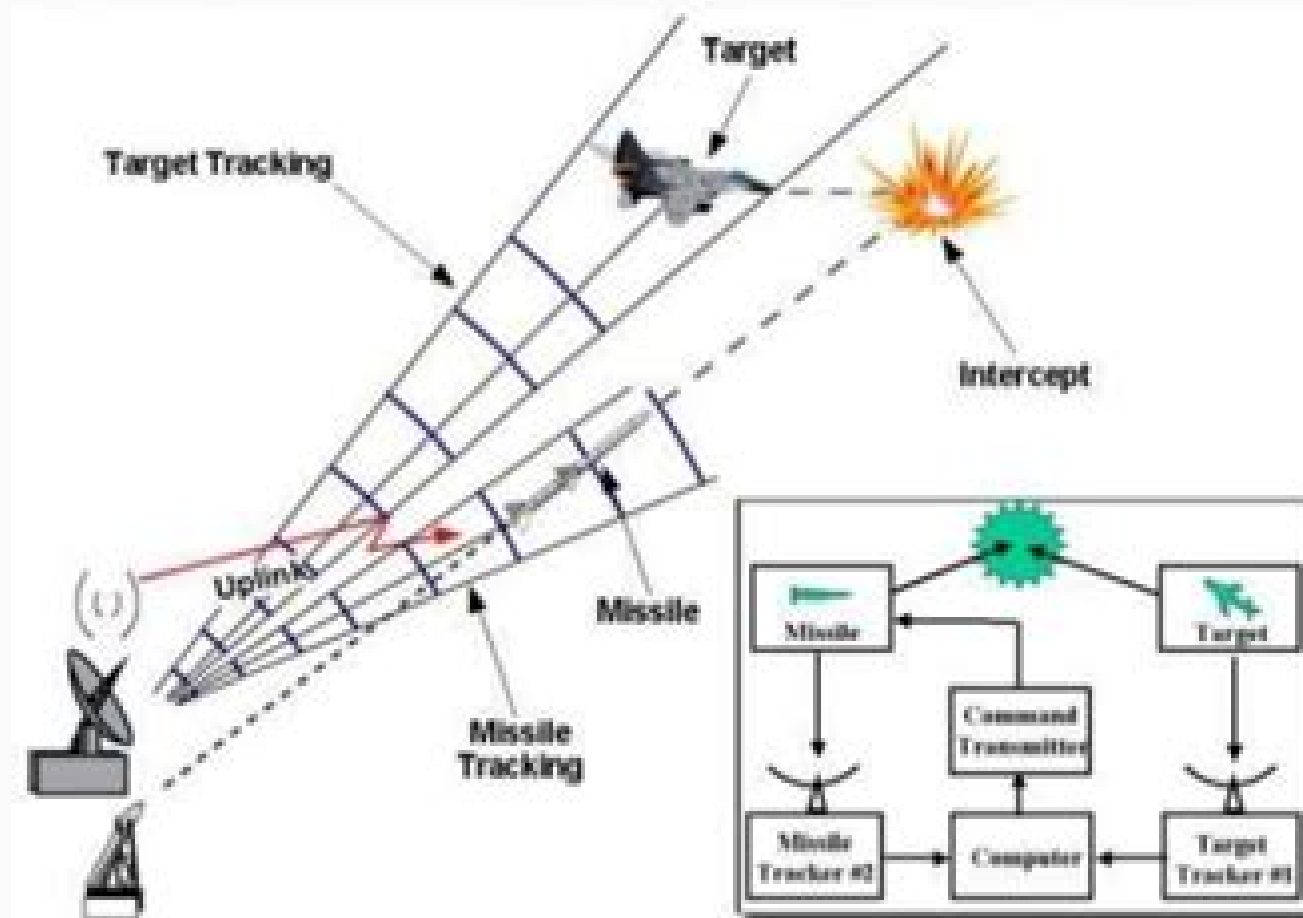 Target
Target Tracking
Intercept
Uplink
Missile
Missile
Tracking
Missile
Target
Command
Transmitter
Missile
Tracker #2
Computer
Target
Tracker #1